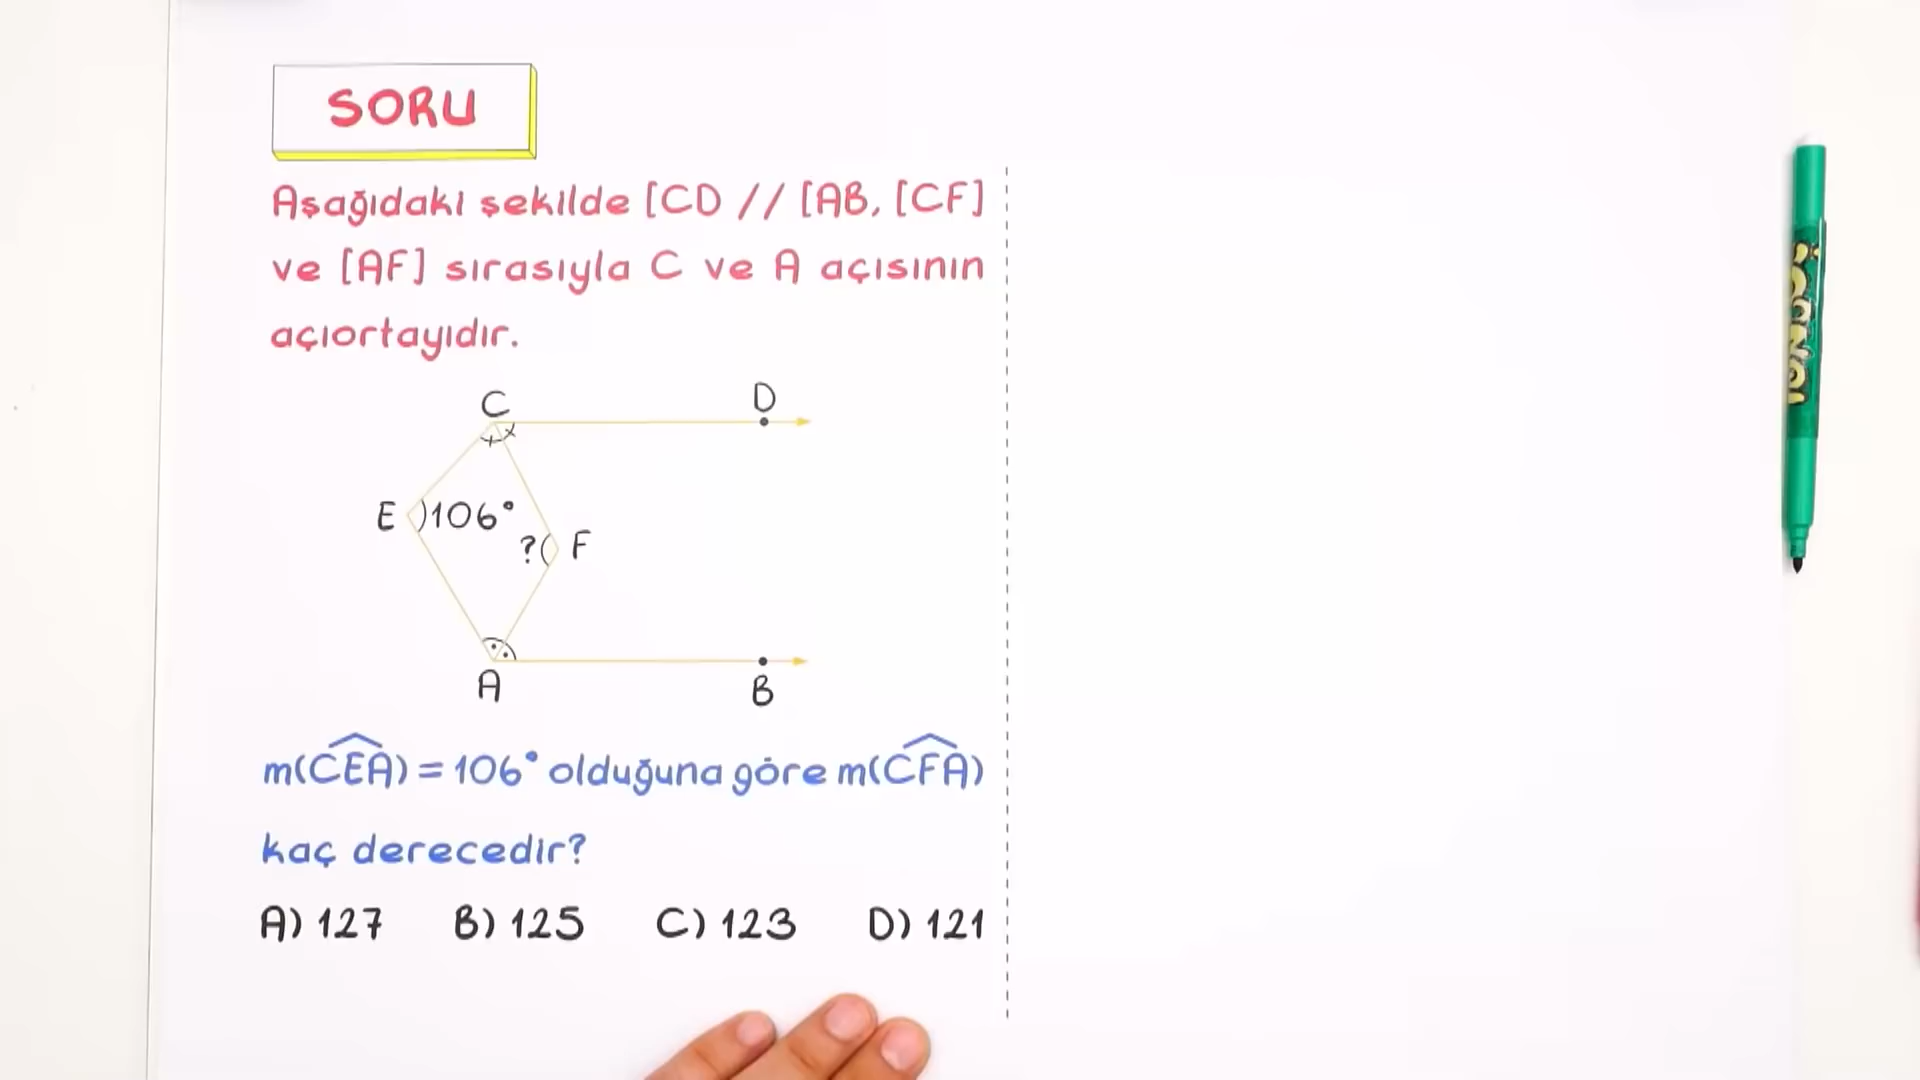 SORU
Aşağıdaki şekilde [CD // [AB, [CF]
ve [AF] sırasıyla C ve A açısının
açıortayıdır.
C
D
E
106°
?
F
A
B
m(CEA) = 106° olduğuna göre m(CFA)
kaç derecedir?
A) 127 B) 125 C) 123 D) 121